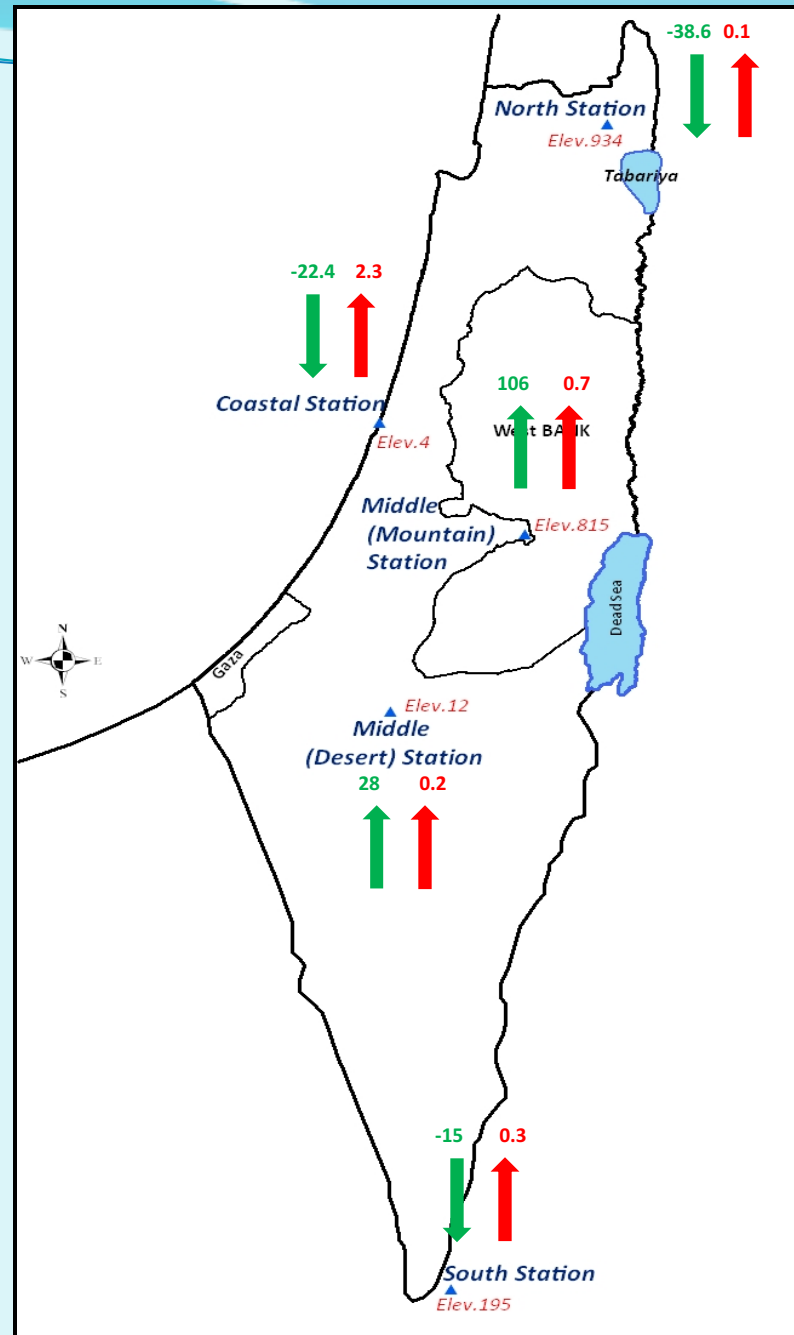 -38.6 0.1
North Station
Elev.934
Tabariya
-22.4 2.3
106 0.7
Coastal Station
Elev.4
West BANK
Middle
(Mountain)
Station
Elev.815
Dead Sea
N
W E
S
Gaza
Elev.12
Middle
(Desert) Station
28 0.2
-15 0.3
South Station
Elev.195